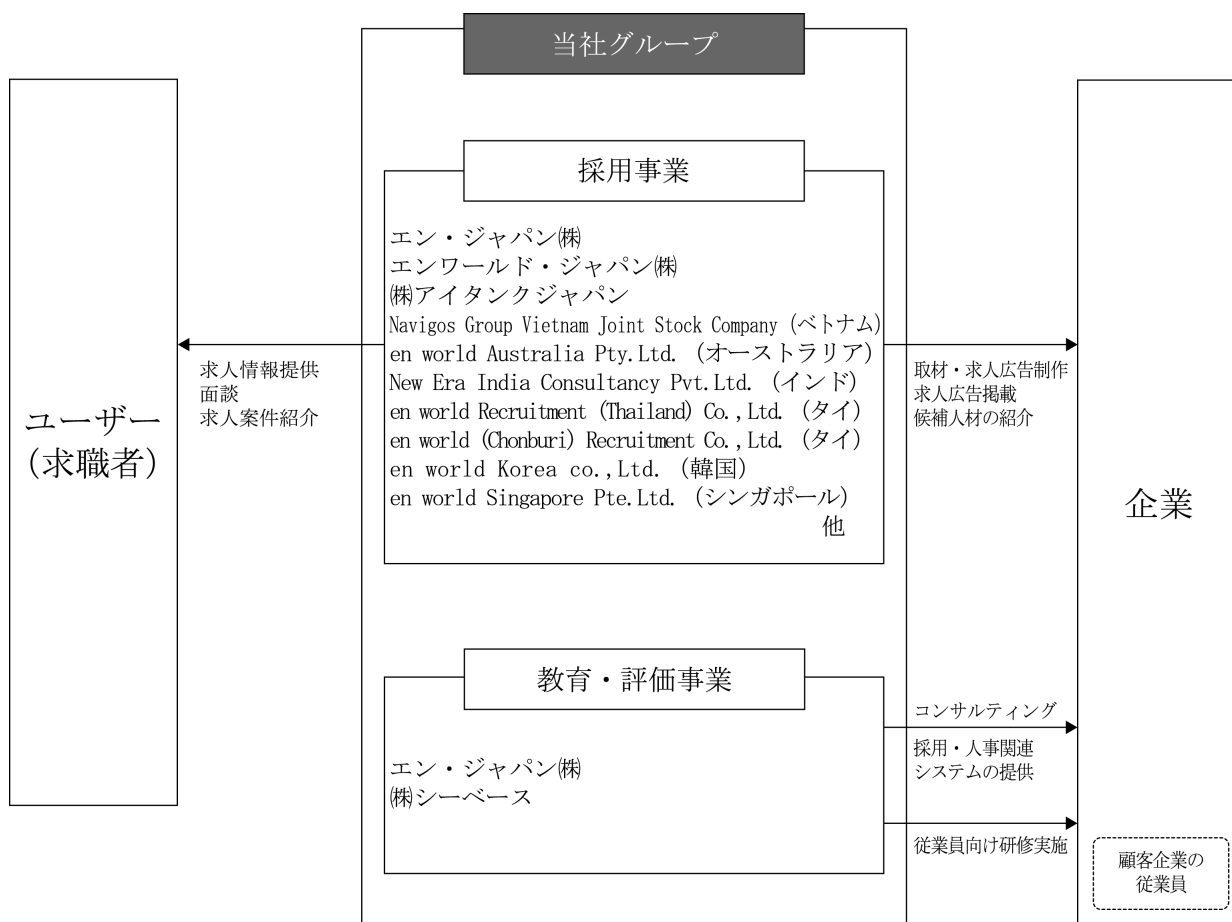 当社グループ
採用事業
エン・ジャパン㈱
エンワールド・ジャパン㈱
㈱アイタンクジャパン
Navigos Group Vietnam Joint Stock Company (ベトナム)
en world Australia Pty.Ltd. (オーストラリア)
New Era India Consultancy Pvt.Ltd. (インド)
en world Recruitment (Thailand) Co.,Ltd. (タイ)
en world (Chonburi) Recruitment Co.,Ltd. (タイ)
en world Korea co.,Ltd. (韓国)
en world Singapore Pte.Ltd. (シンガポール)
他
ユーザー
(求職者)
求人情報提供
面談
求人案件紹介
取材・求人広告制作
求人広告掲載
候補人材の紹介
企業
教育・評価事業
エン・ジャパン㈱
㈱シーベース
コンサルティング
採用・人事関連
システムの提供
従業員向け研修実施
顧客企業の
従業員